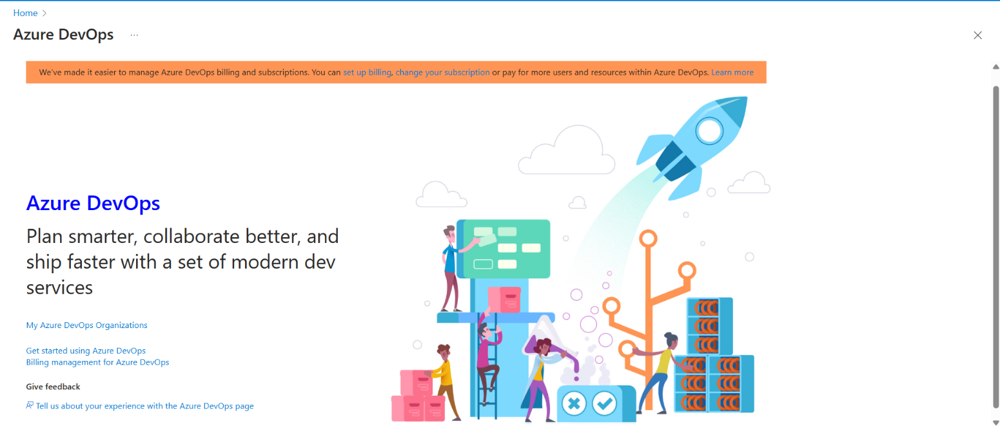 Home
Azure DevOps
...
We've made it easier to manage Azure DevOps billing and subscriptions. You can set up billing, change your subscription or pay for more users and resources within Azure DevOps. Learn more
Azure DevOps
Plan smarter, collaborate better, and
ship faster with a set of modern dev
services
My Azure DevOps Organizations
Get started using Azure DevOps
Billing management for Azure DevOps
Give feedback
Tell us about your experience with the Azure DevOps page